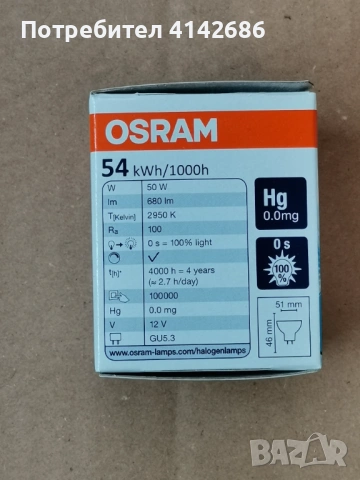 Потребител 4142686
OSRAM
54 kWh/1000h
W 50 W
lm 680 lm
T[Kelvin] 2950 K
Ra 100
0 s = 100% light
t[h]* 4000 h = 4 years
(≈ 2.7 h/day)
100000
Hg 0.0 mg
V 12 V
GU5.3
www.osram-lamps.com/halogenlamps
Hg
0.0mg
0 s
100%
51 mm
46 mm
BAZAR